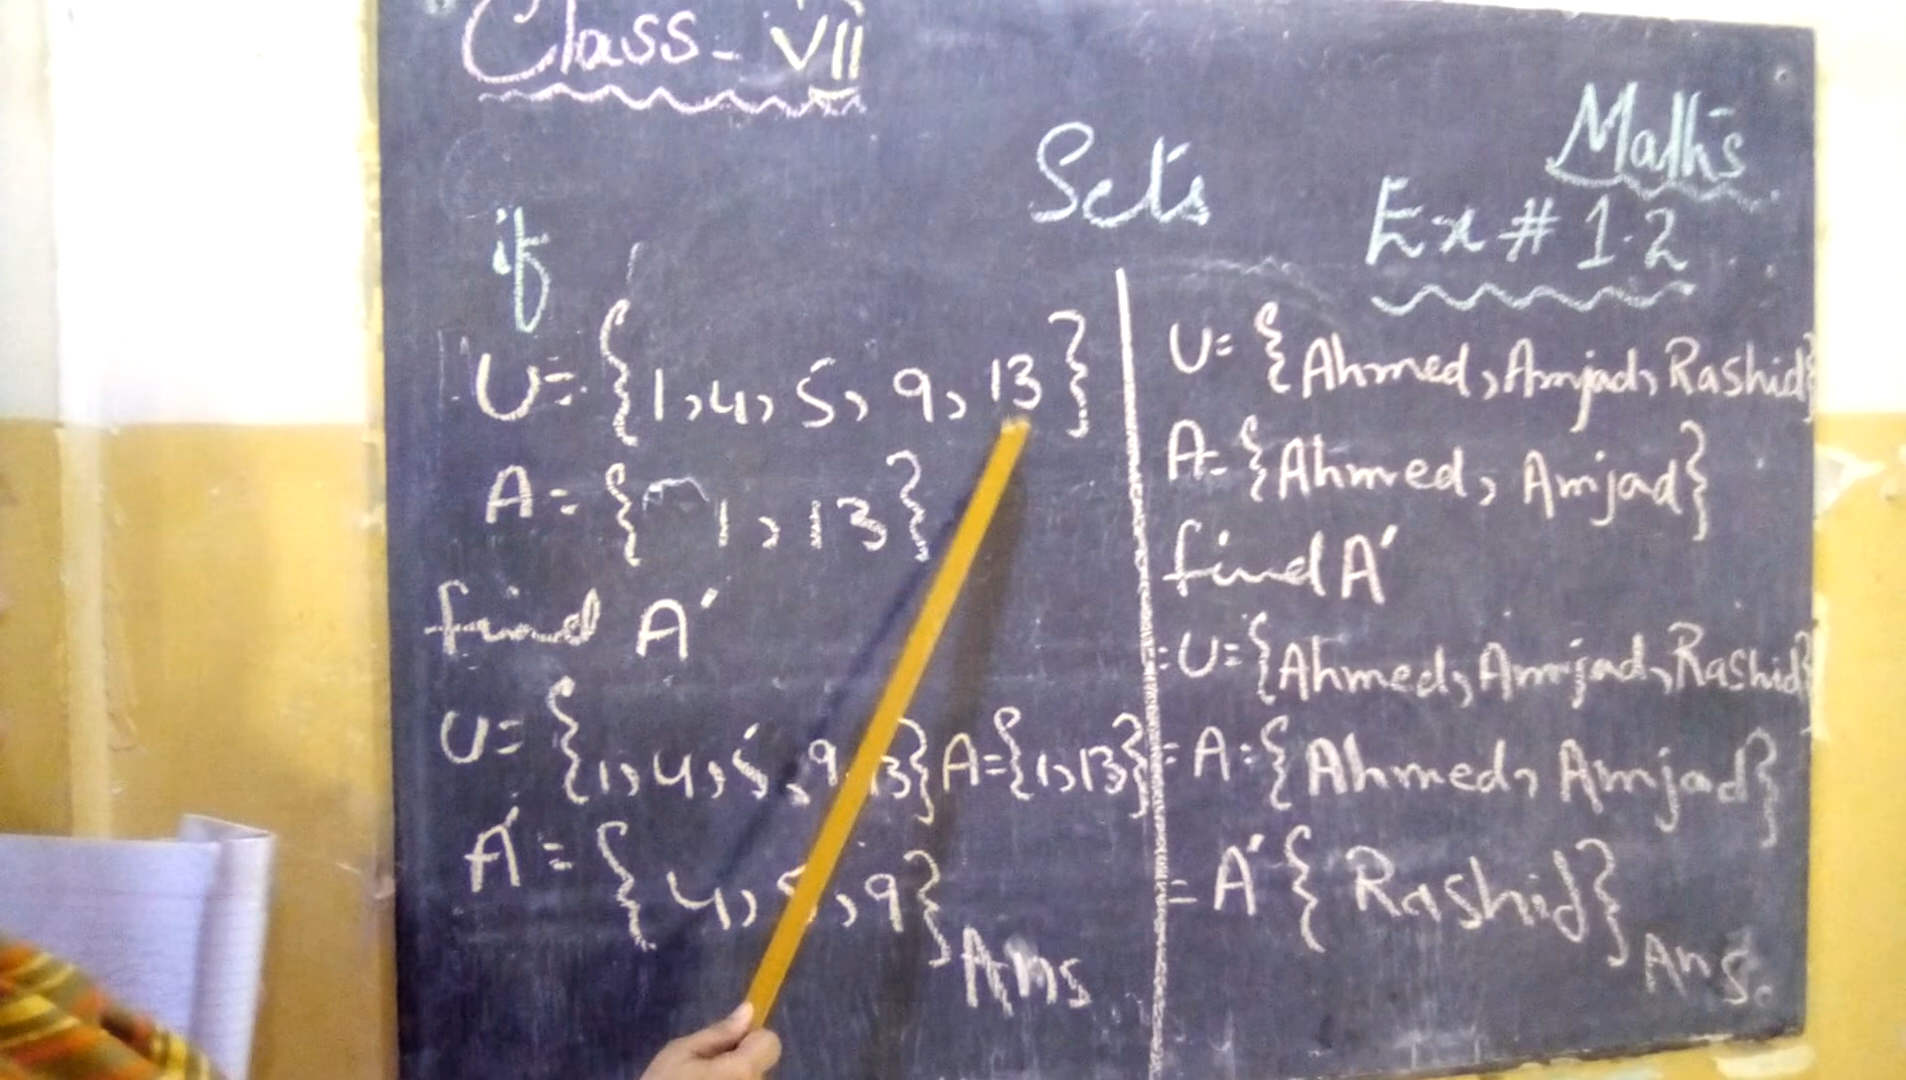 Class - VII
Maths
Sets
Ex # 1.2
if
U = {1, 4, 5, 9, 13}
A = {1, 13}
find A'
U = {1, 4, 5, 9, 13} A = {1, 13}
A' = {4, 5, 9} Ans
U = {Ahmed, Amjad, Rashid}
A = {Ahmed, Amjad}
find A'
= U = {Ahmed, Amjad, Rashid}
= A = {Ahmed, Amjad}
= A' {Rashid} Ans.